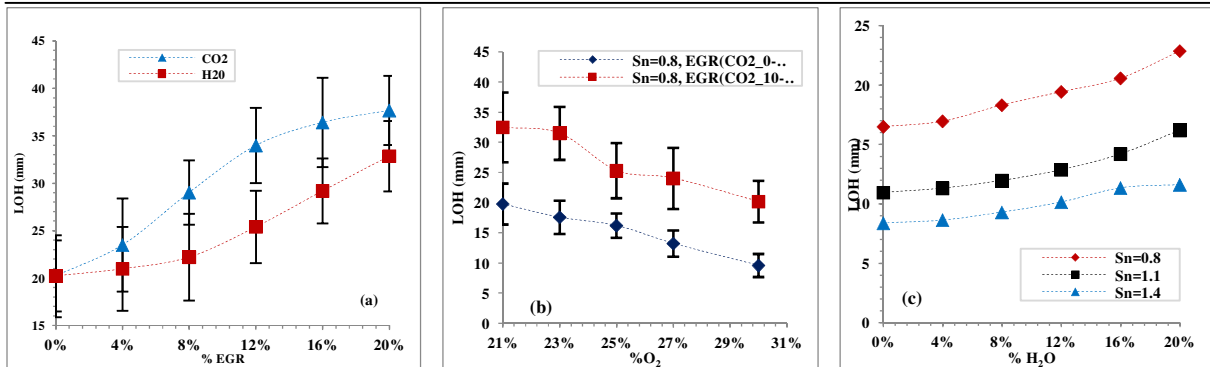 45
40
35
30
25
20
15
LOH (mm)
CO2
H20
(a)
0% 4% 8% 12% 16% 20%
% EGR
45
40
35
30
25
20
15
10
5
0
LOH (mm)
Sn=0.8, EGR(CO2_0-..
Sn=0.8, EGR(CO2_10-..
(b)
21% 23% 25% 27% 29% 31%
%O2
25
20
15
10
5
0
LOH (mm)
Sn=0.8
Sn=1.1
Sn=1.4
(c)
0% 4% 8% 12% 16% 20%
% H2O